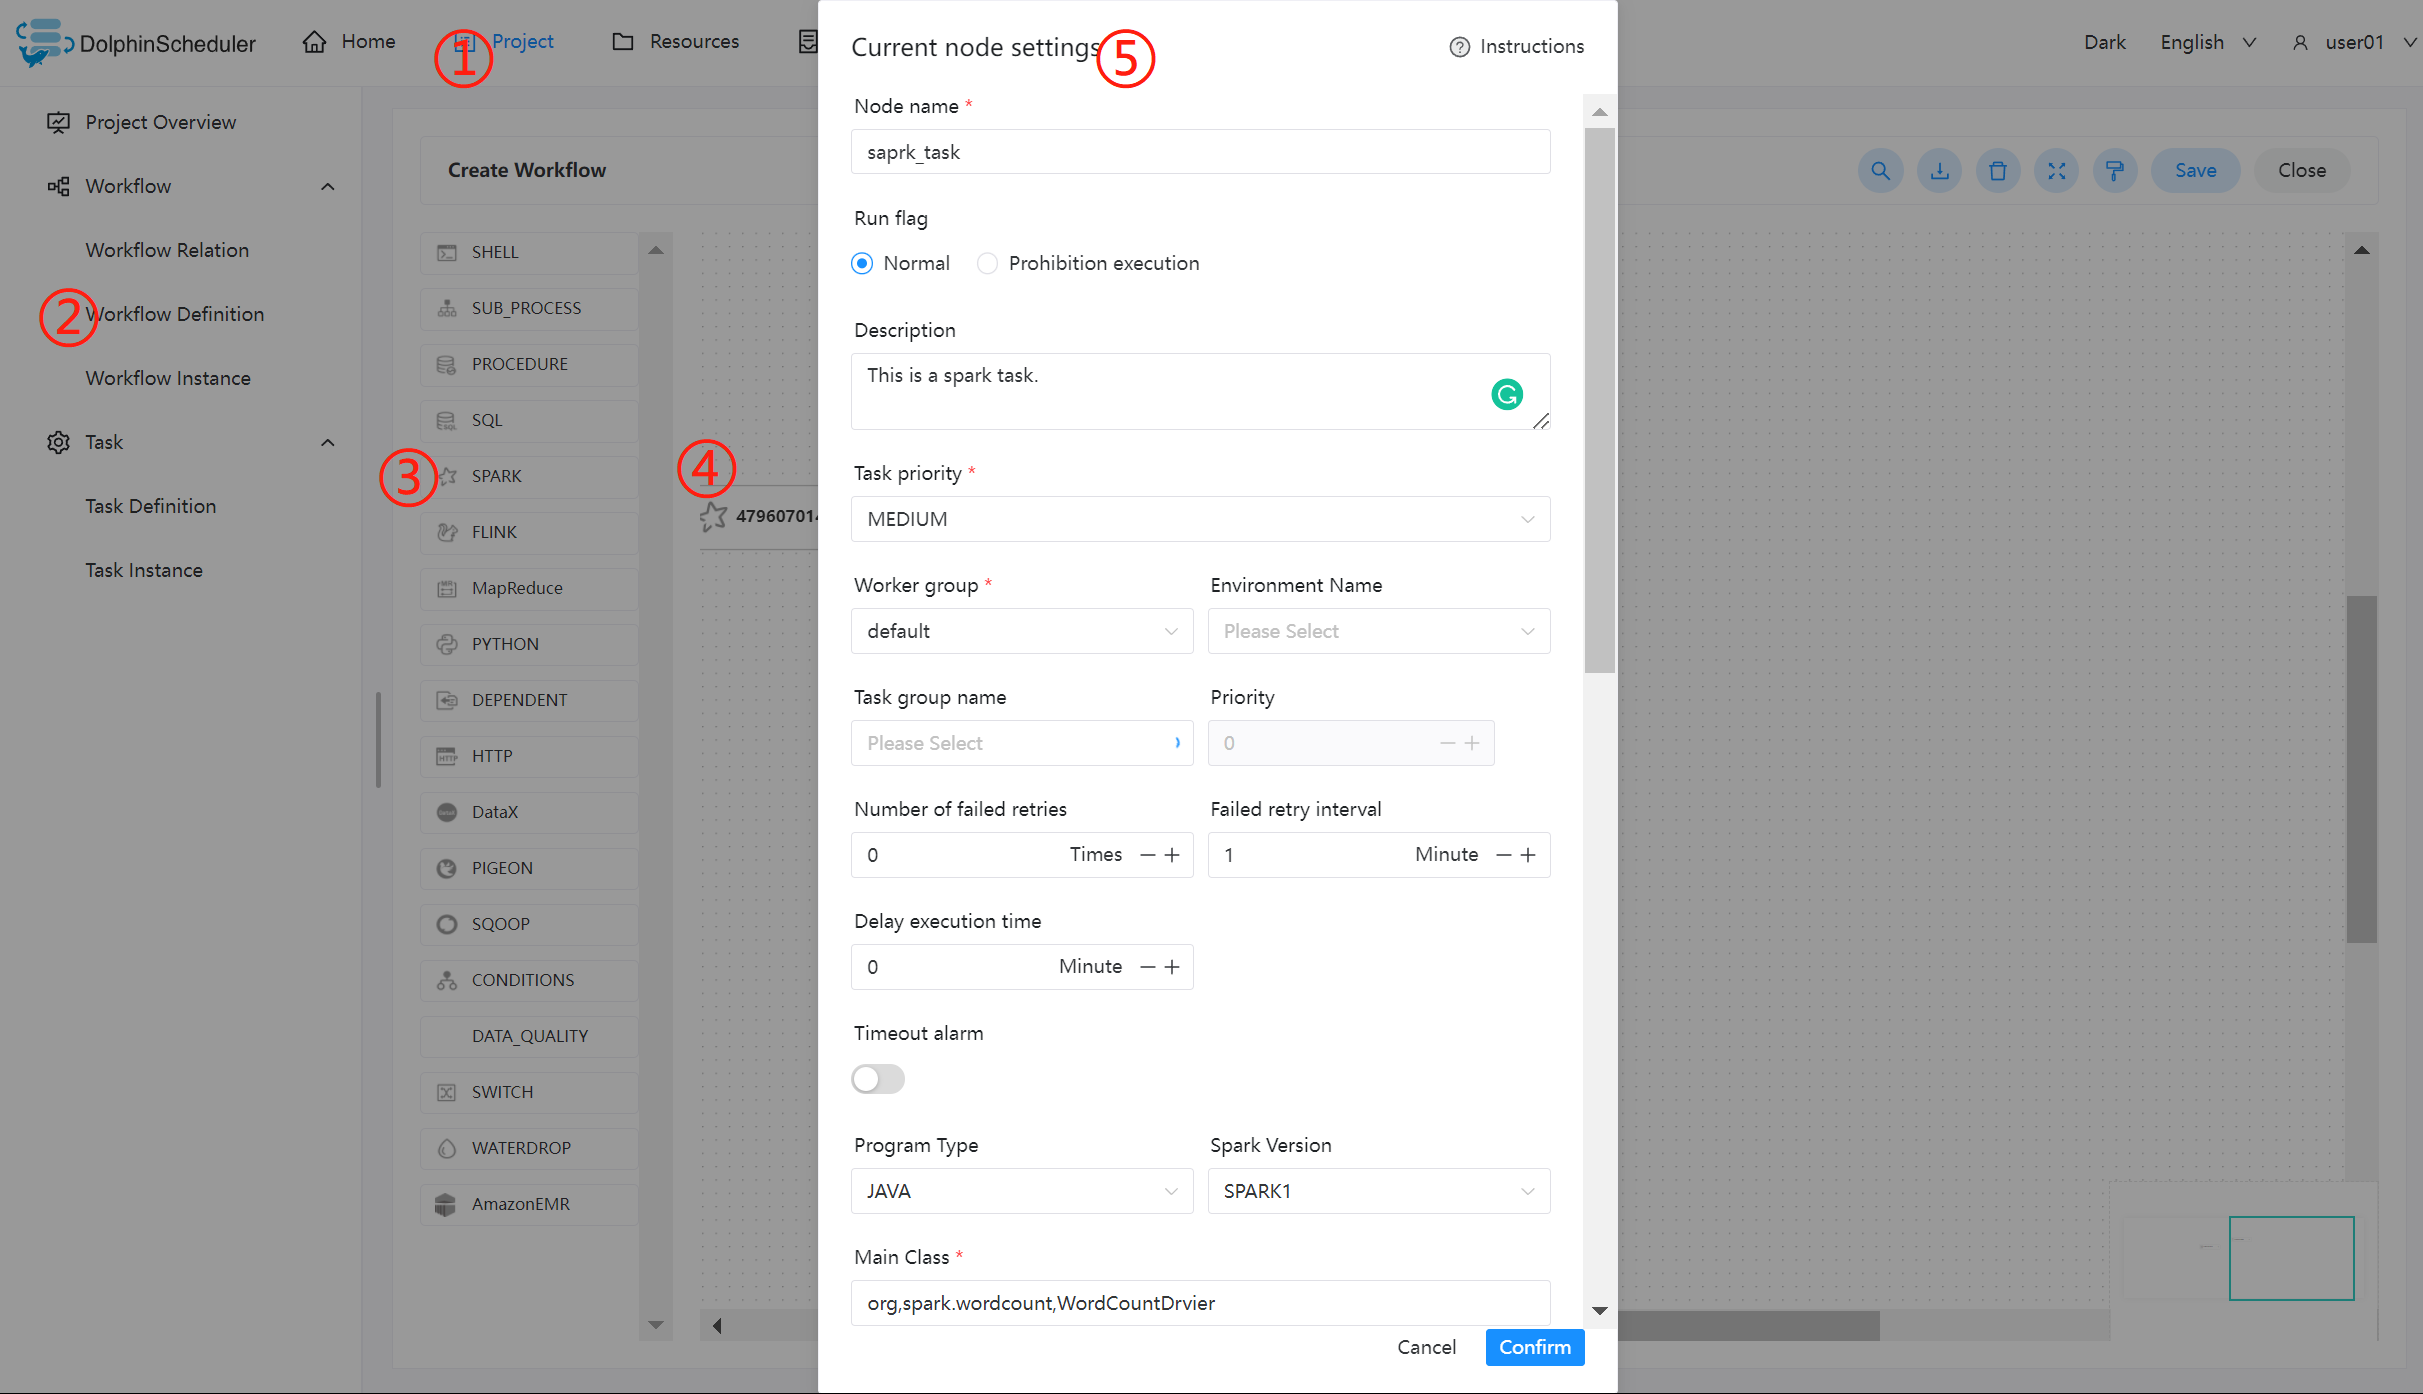 DolphinScheduler
Home
① Project
Resources
Dark
English
user01
Project Overview
Workflow
Workflow Relation
② Workflow Definition
Workflow Instance
Task
Task Definition
Task Instance
Create Workflow
Save
Close
SHELL
SUB_PROCESS
PROCEDURE
SQL
③ SPARK
FLINK
MapReduce
PYTHON
DEPENDENT
HTTP
DataX
PIGEON
SQOOP
CONDITIONS
DATA_QUALITY
SWITCH
WATERDROP
AmazonEMR
④
479607014
Current node settings ⑤
Instructions
Node name *
saprk_task
Run flag
Normal Prohibition execution
Description
This is a spark task.
Task priority *
MEDIUM
Worker group * Environment Name
default Please Select
Task group name Priority
Please Select 0
Number of failed retries Failed retry interval
0 Times 1 Minute
Delay execution time
0 Minute
Timeout alarm
Program Type Spark Version
JAVA SPARK1
Main Class *
org,spark.wordcount,WordCountDrvier
Cancel Confirm